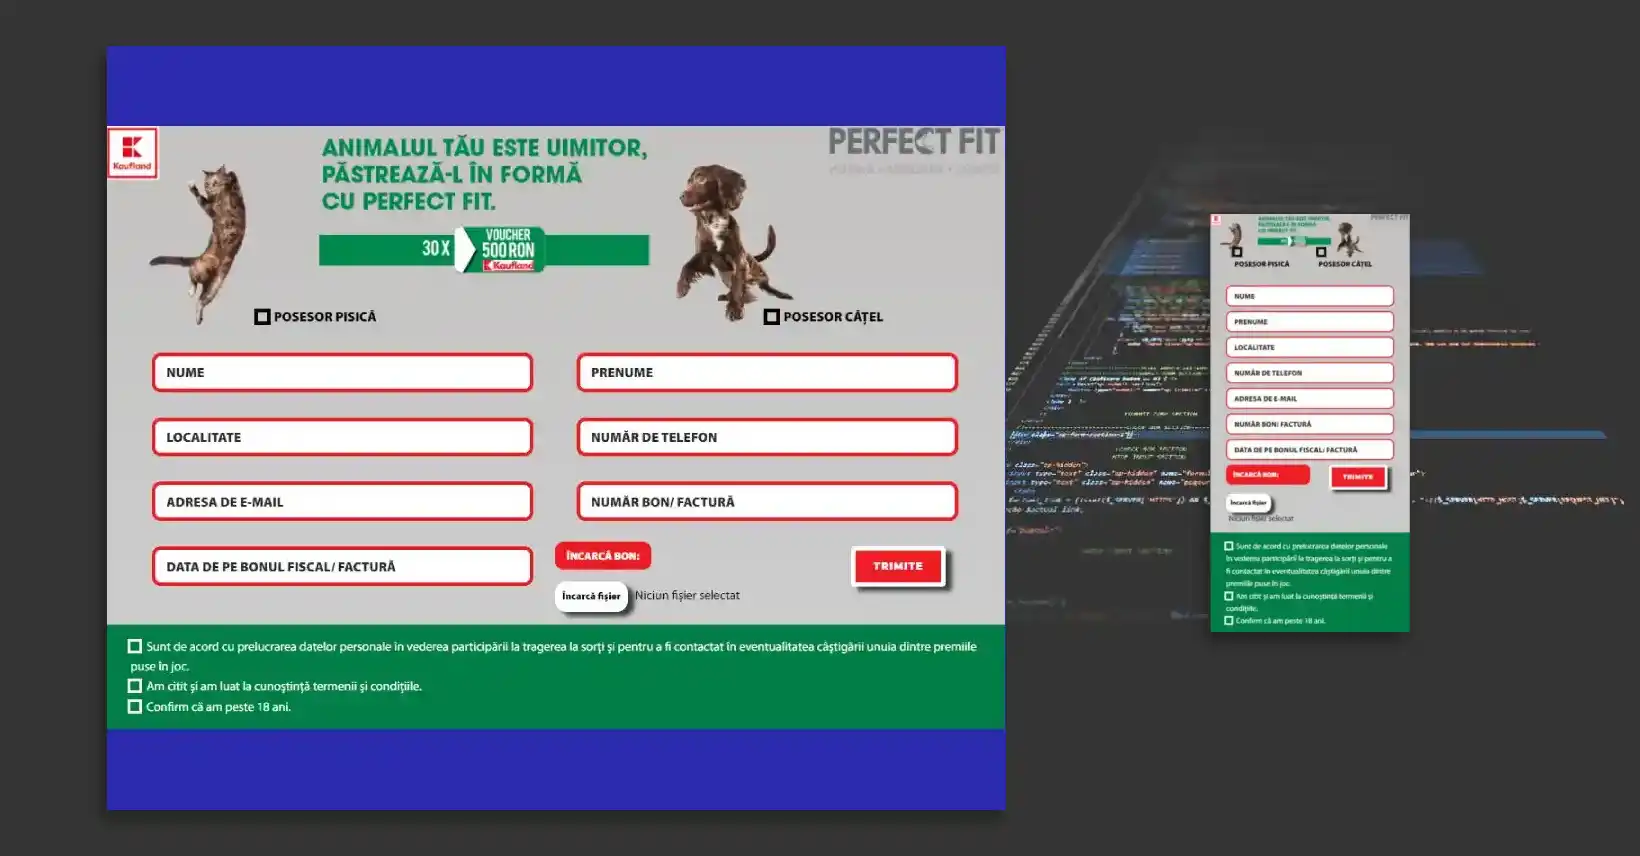 Kaufland
ANIMALUL TĂU ESTE UIMITOR,
PĂSTREAZĂ-L ÎN FORMĂ
CU PERFECT FIT.
30 X
VOUCHER
500 RON
Kaufland
PERFECT FIT
POSESOR PISICĂ
POSESOR CĂȚEL
NUME
PRENUME
LOCALITATE
NUMĂR DE TELEFON
ADRESA DE E-MAIL
NUMĂR BON/ FACTURĂ
DATA DE PE BONUL FISCAL/ FACTURĂ
ÎNCARCĂ BON:
Încarcă fișier
Niciun fișier selectat
TRIMITE
Sunt de acord cu prelucrarea datelor personale în vederea participării la tragerea la sorți și pentru a fi contactat în eventualitatea câștigării unuia dintre premiile
puse în joc.
Am citit și am luat la cunoștință termenii și condițiile.
Confirm că am peste 18 ani.
ANIMALUL TĂU ESTE UIMITOR,
PĂSTREAZĂ-L ÎN FORMĂ
CU PERFECT FIT.
PERFECT FIT
POSESOR PISICĂ
POSESOR CĂȚEL
NUME
PRENUME
LOCALITATE
NUMĂR DE TELEFON
ADRESA DE E-MAIL
NUMĂR BON/ FACTURĂ
DATA DE PE BONUL FISCAL/ FACTURĂ
ÎNCARCĂ BON:
TRIMITE
Încarcă fișier
Niciun fișier selectat
Sunt de acord cu prelucrarea datelor personale
în vederea participării la tragerea la sorți și pentru a
fi contactat în eventualitatea câștigării unuia dintre
premiile puse în joc.
Am citit și am luat la cunoștință termenii și
condițiile.
Confirm că am peste 18 ani.